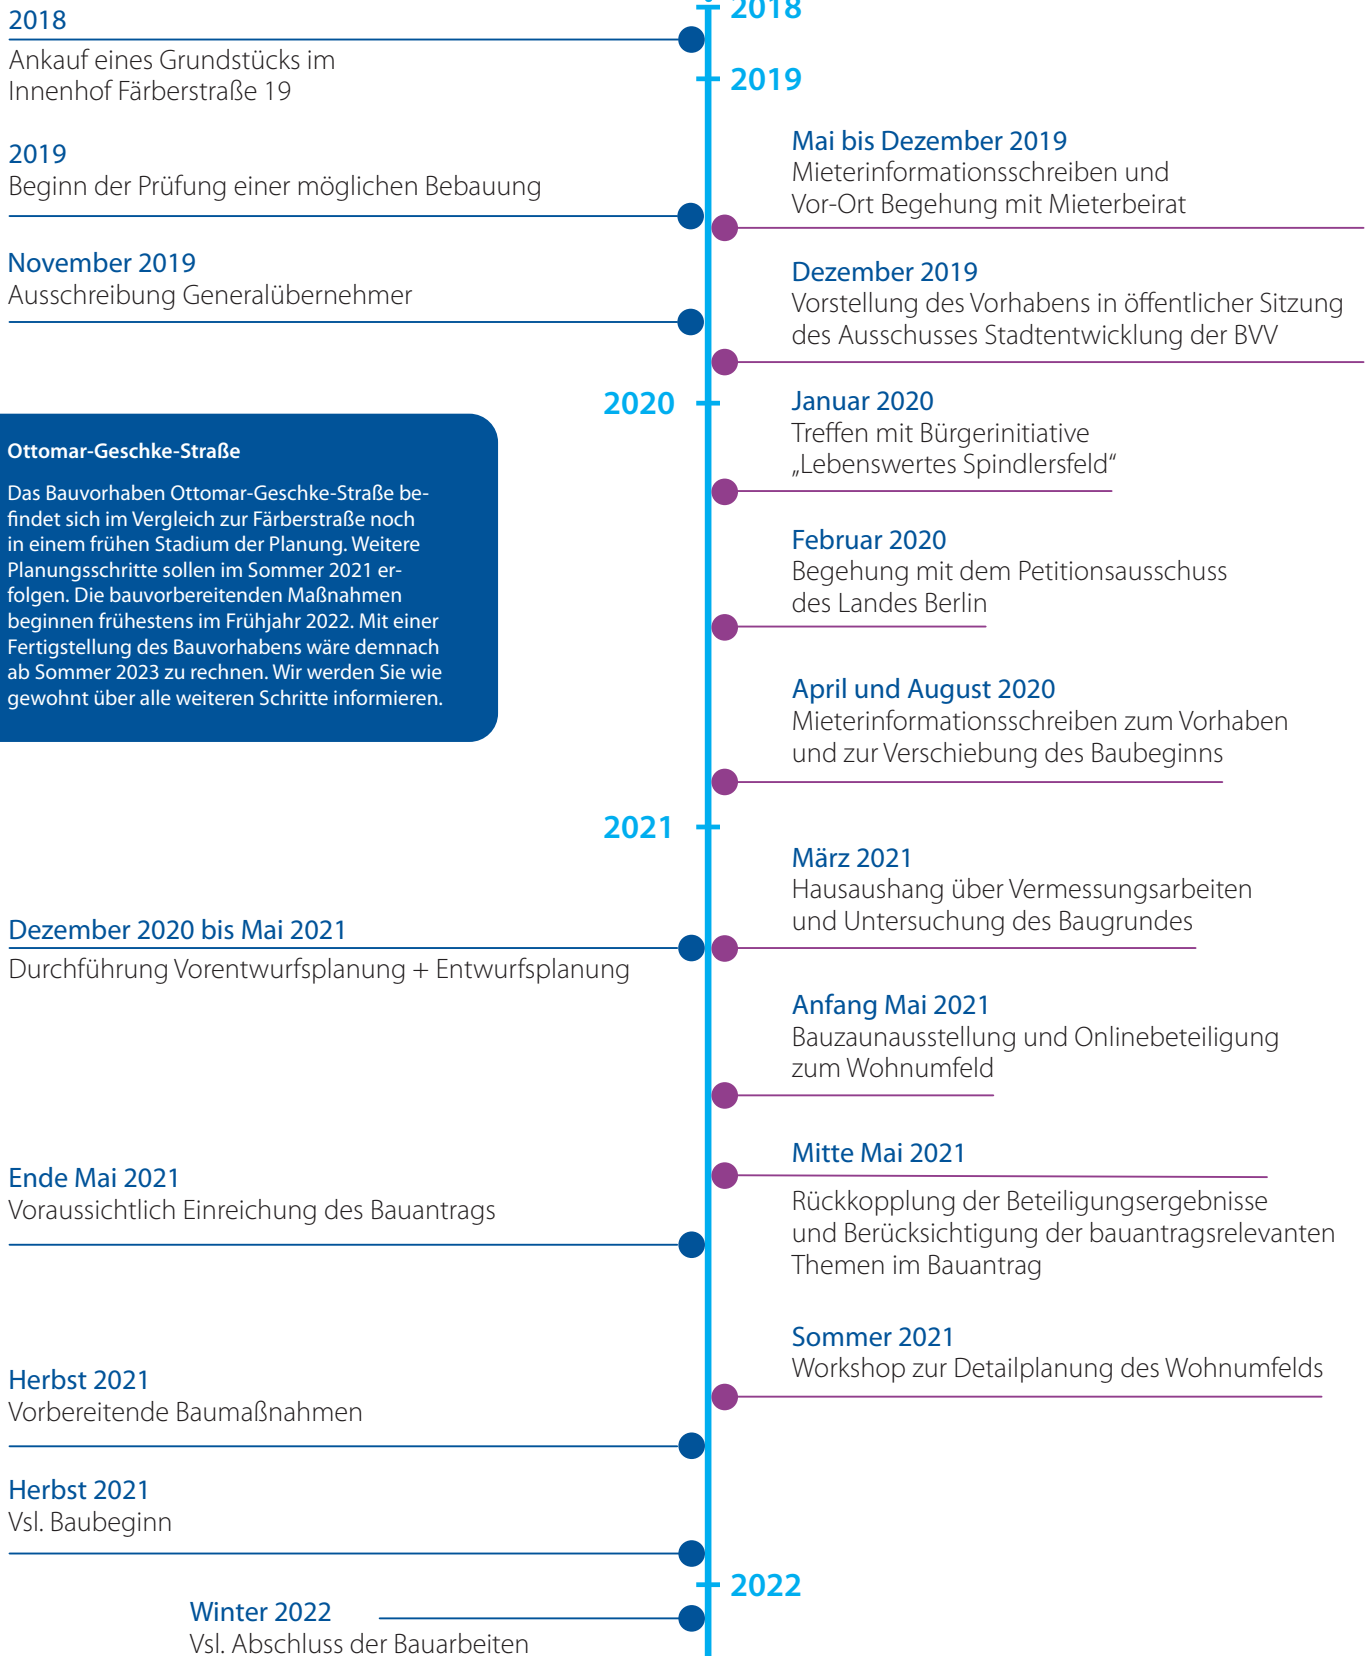 2018
2018
Ankauf eines Grundstücks im
Innenhof Färberstraße 19
2019
2019
Beginn der Prüfung einer möglichen Bebauung
Mai bis Dezember 2019
Mieterinformationsschreiben und
Vor-Ort Begehung mit Mieterbeirat
November 2019
Ausschreibung Generalübernehmer
Dezember 2019
Vorstellung des Vorhabens in öffentlicher Sitzung
des Ausschusses Stadtentwicklung der BVV
2020
Januar 2020
Treffen mit Bürgerinitiative
„Lebenswertes Spindlersfeld“
Ottomar-Geschke-Straße
Das Bauvorhaben Ottomar-Geschke-Straße be-
findet sich im Vergleich zur Färberstraße noch
in einem frühen Stadium der Planung. Weitere
Planungsschritte sollen im Sommer 2021 er-
folgen. Die bauvorbereitenden Maßnahmen
beginnen frühestens im Frühjahr 2022. Mit einer
Fertigstellung des Bauvorhabens wäre demnach
ab Sommer 2023 zu rechnen. Wir werden Sie wie
gewohnt über alle weiteren Schritte informieren.
Februar 2020
Begehung mit dem Petitionsausschuss
des Landes Berlin
April und August 2020
Mieterinformationsschreiben zum Vorhaben
und zur Verschiebung des Baubeginns
2021
März 2021
Hausaushang über Vermessungsarbeiten
und Untersuchung des Baugrundes
Dezember 2020 bis Mai 2021
Durchführung Vorentwurfsplanung + Entwurfsplanung
Anfang Mai 2021
Bauzaunausstellung und Onlinebeteiligung
zum Wohnumfeld
Mitte Mai 2021
Rückkopplung der Beteiligungsergebnisse
und Berücksichtigung der bauantragsrelevanten
Themen im Bauantrag
Ende Mai 2021
Voraussichtlich Einreichung des Bauantrags
Sommer 2021
Workshop zur Detailplanung des Wohnumfelds
Herbst 2021
Vorbereitende Baumaßnahmen
Herbst 2021
Vsl. Baubeginn
2022
Winter 2022
Vsl. Abschluss der Bauarbeiten